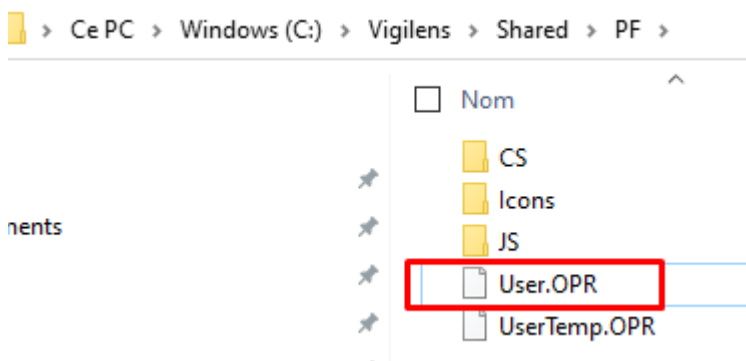 Ce PC > Windows (C:) > Vigilens > Shared > PF >
Nom
CS
Icons
JS
nents
User.OPR
UserTemp.OPR